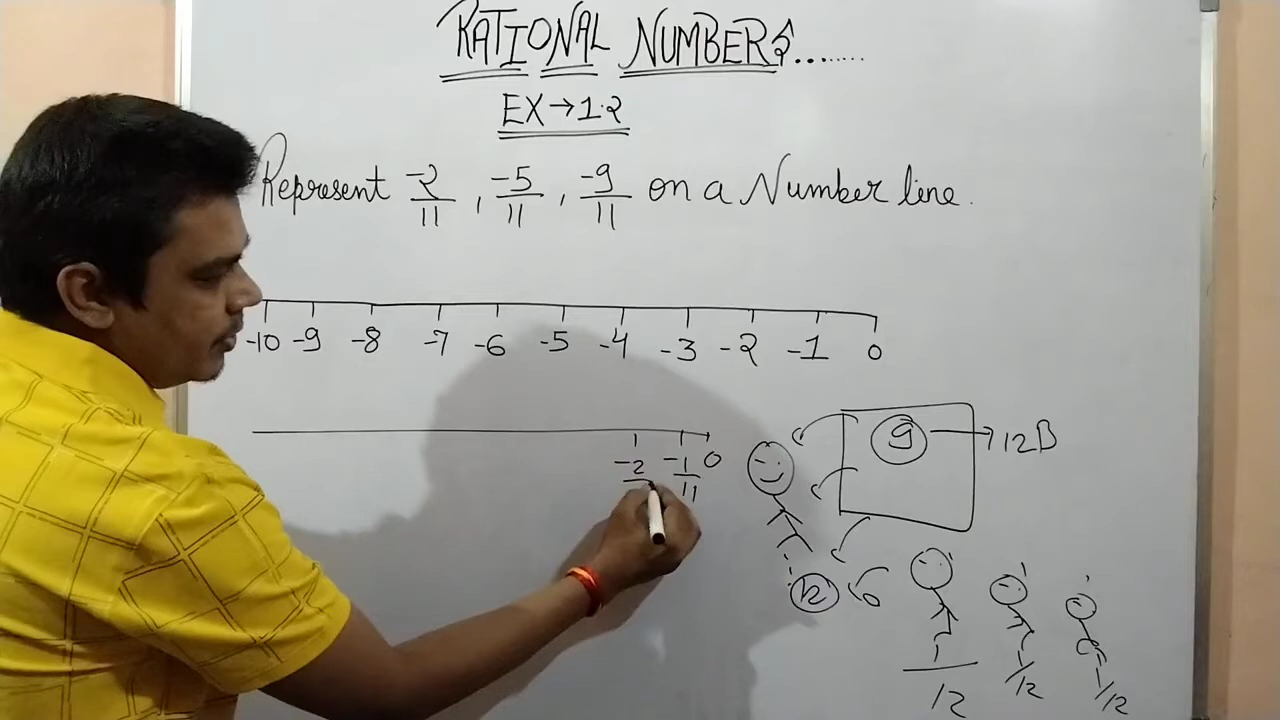 RATIONAL NUMBERS........
EX→1.2
Represent -2/11, -5/11, -9/11 on a Number line.
-10 -9 -8 -7 -6 -5 -4 -3 -2 -1 0
-2 -1/11 0
9 → 12B
12
1/12 1/12 1/12